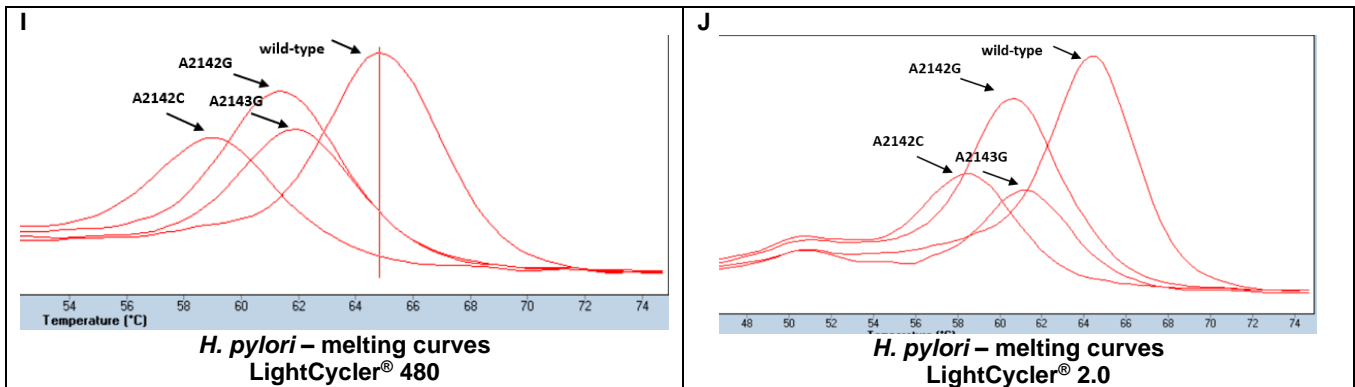 I
wild-type
A2142G
A2142C
A2143G
54 56 58 60 62 64 66 68 70 72 74
Temperature (°C)
H. pylori – melting curves
LightCycler® 480
J
wild-type
A2142G
A2142C
A2143G
48 50 52 54 56 58 60 62 64 66 68 70 72 74
Temperature (°C)
H. pylori – melting curves
LightCycler® 2.0